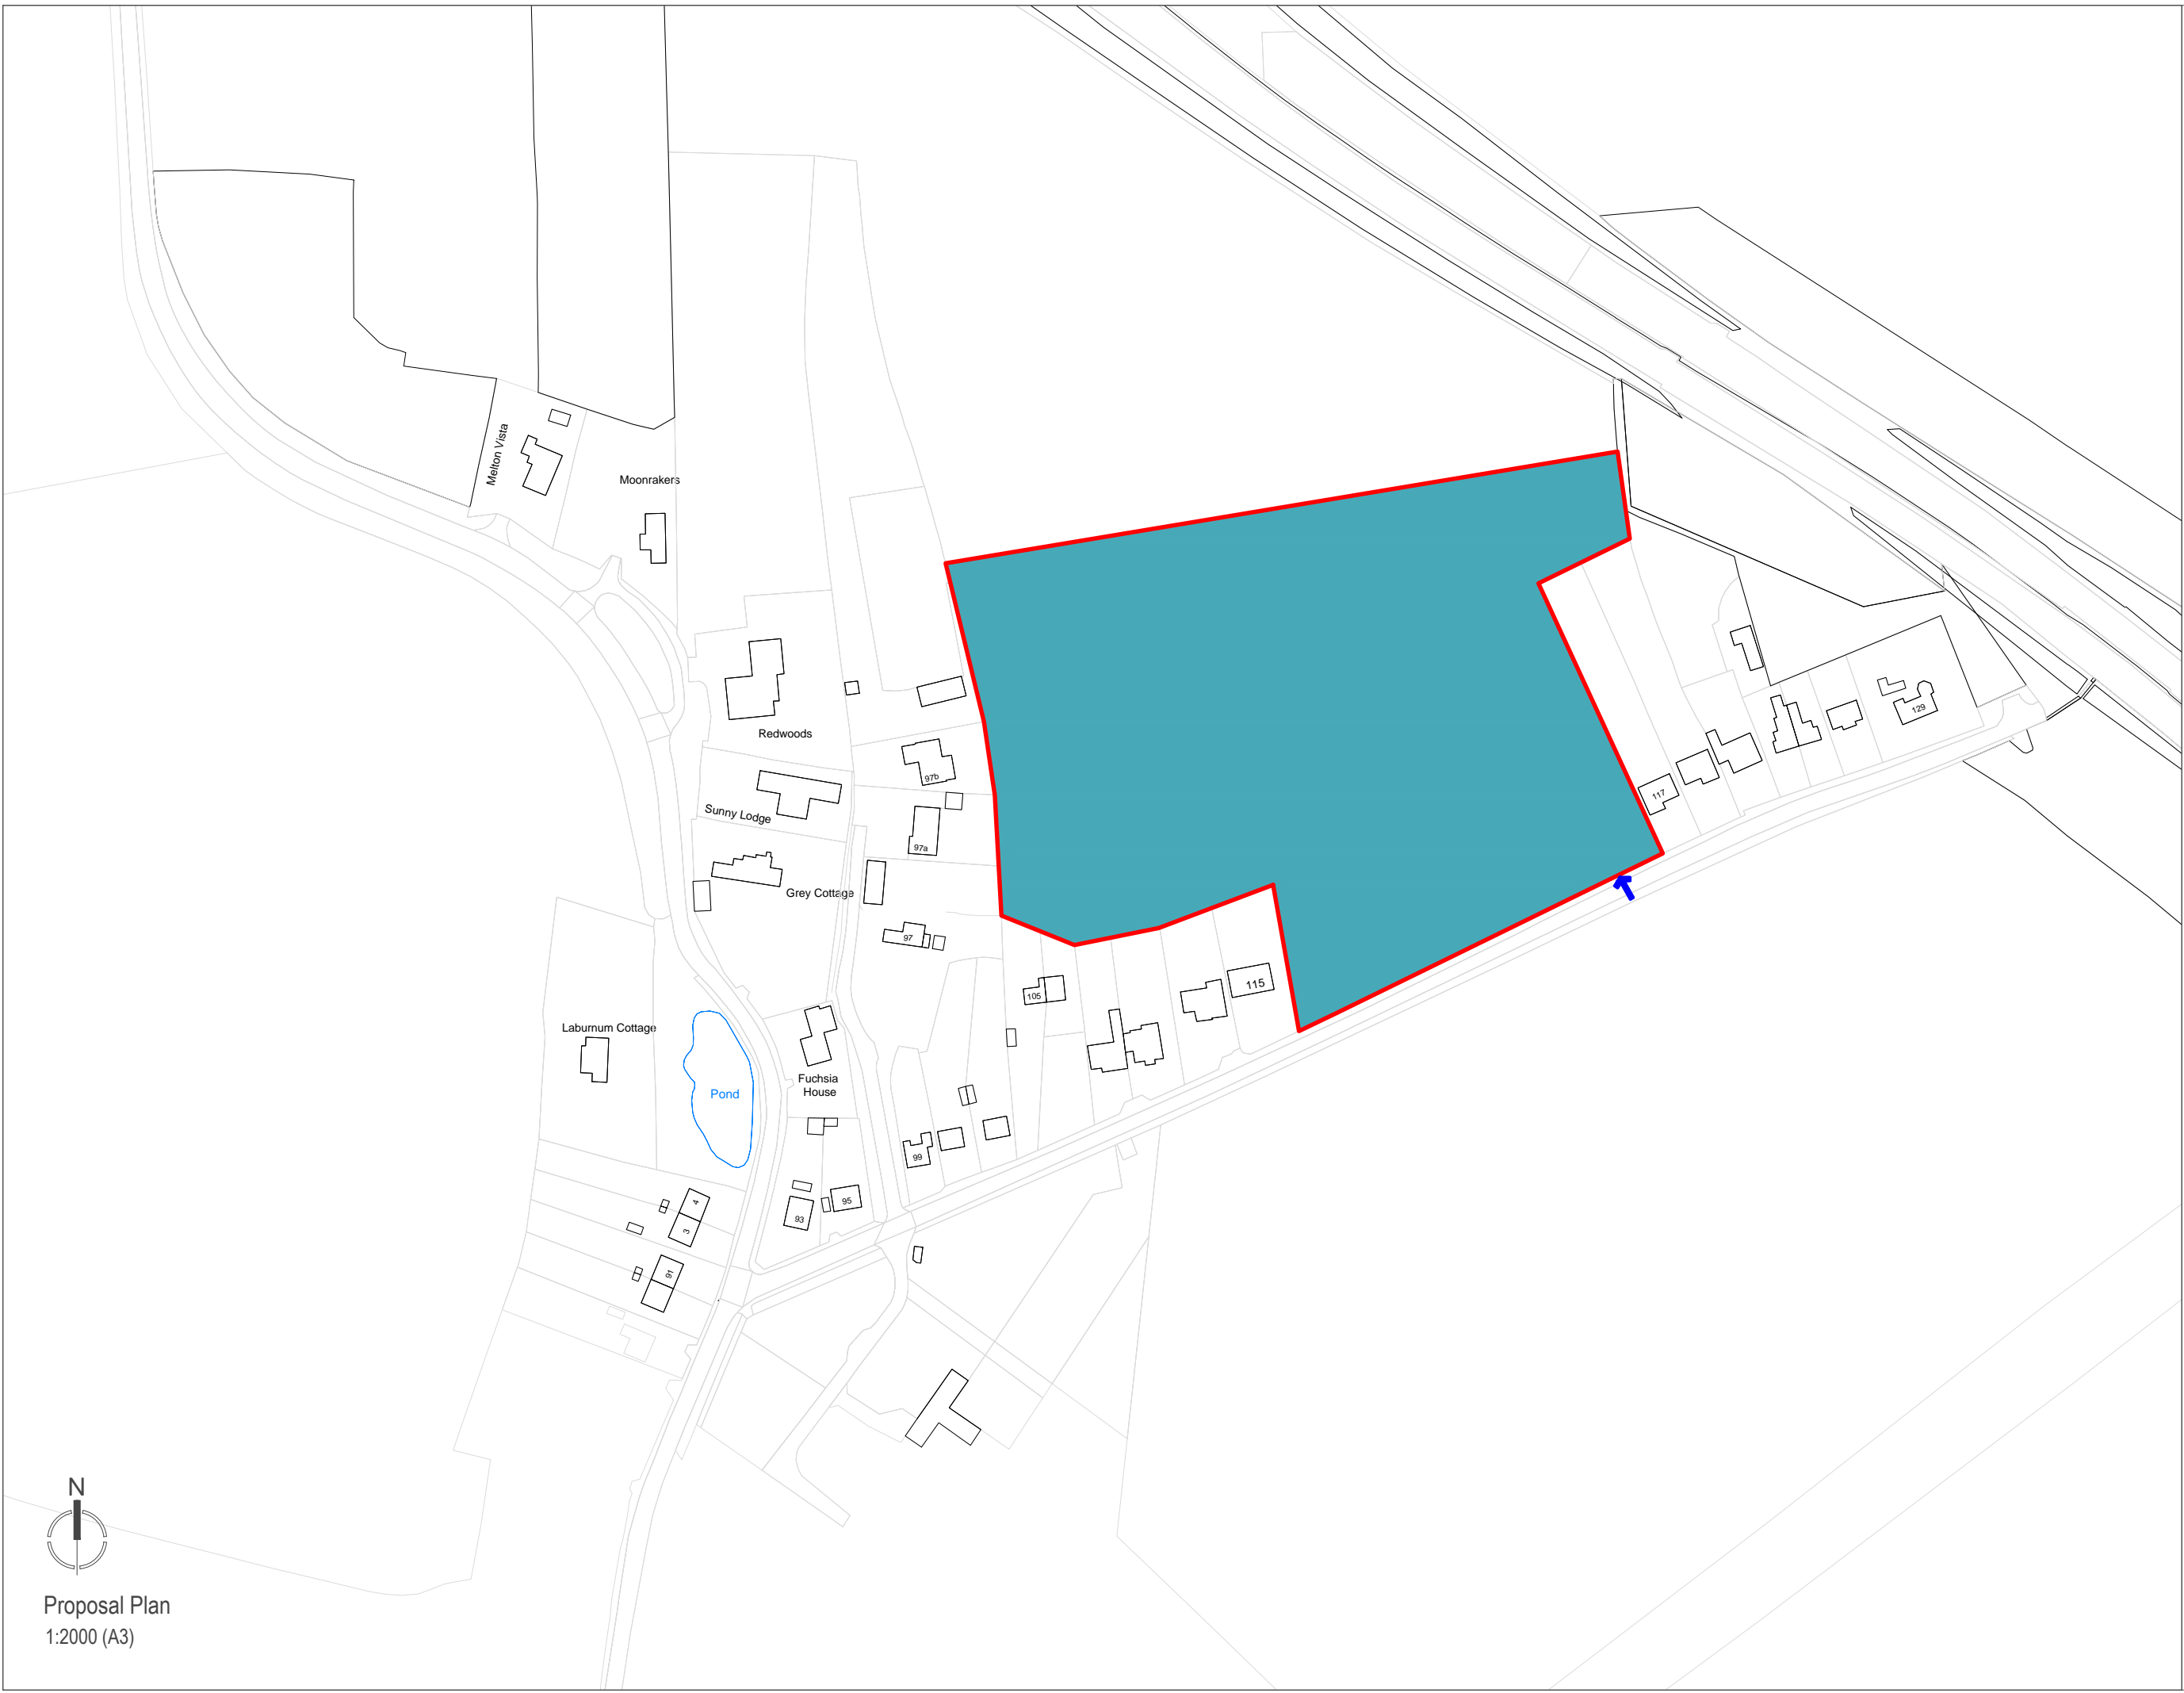 Melton Vista
Moonrakers
Redwoods
97b
Sunny Lodge
97a
Grey Cottage
97
105
115
117
129
Laburnum Cottage
Pond
Fuchsia
House
99
95
93
4
3
91
N
Proposal Plan
1:2000 (A3)